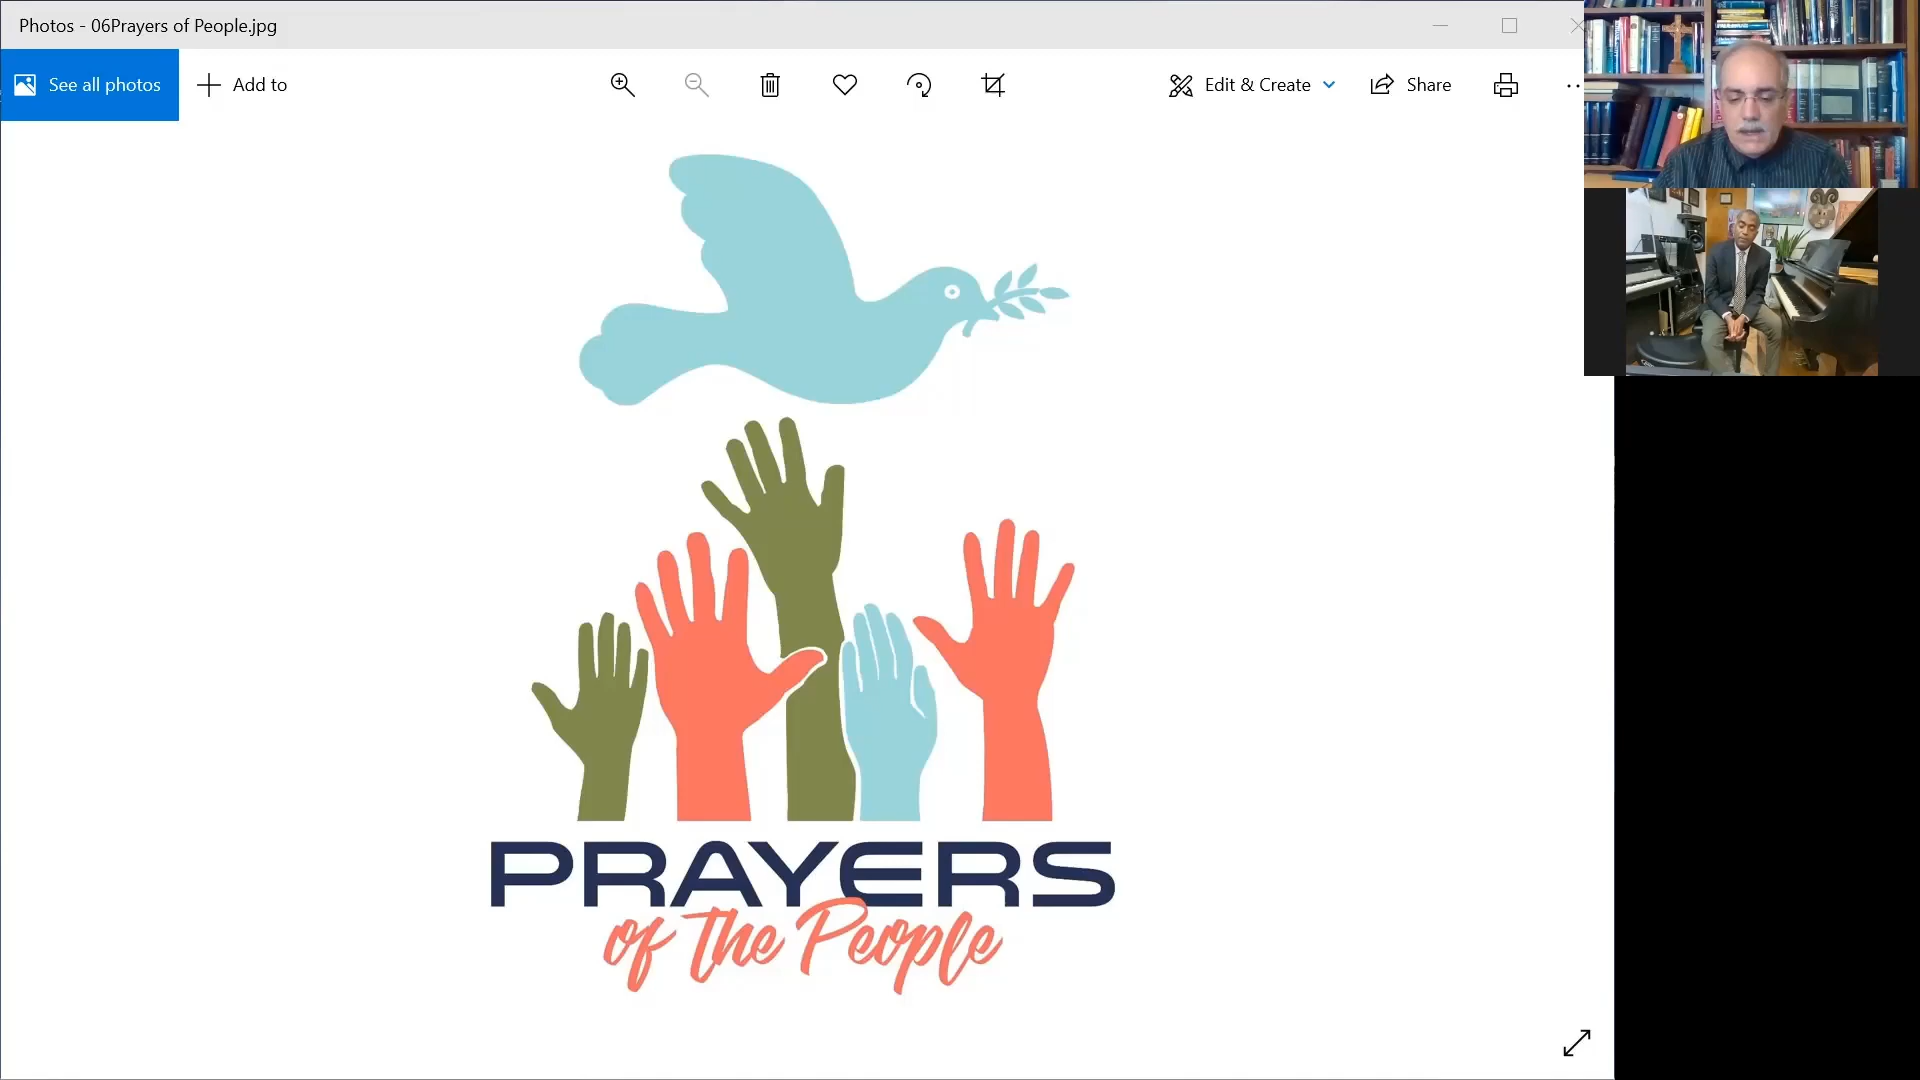 Photos - 06Prayers of People.jpg
See all photos
Add to
Edit & Create
Share
PRAYERS
of the People